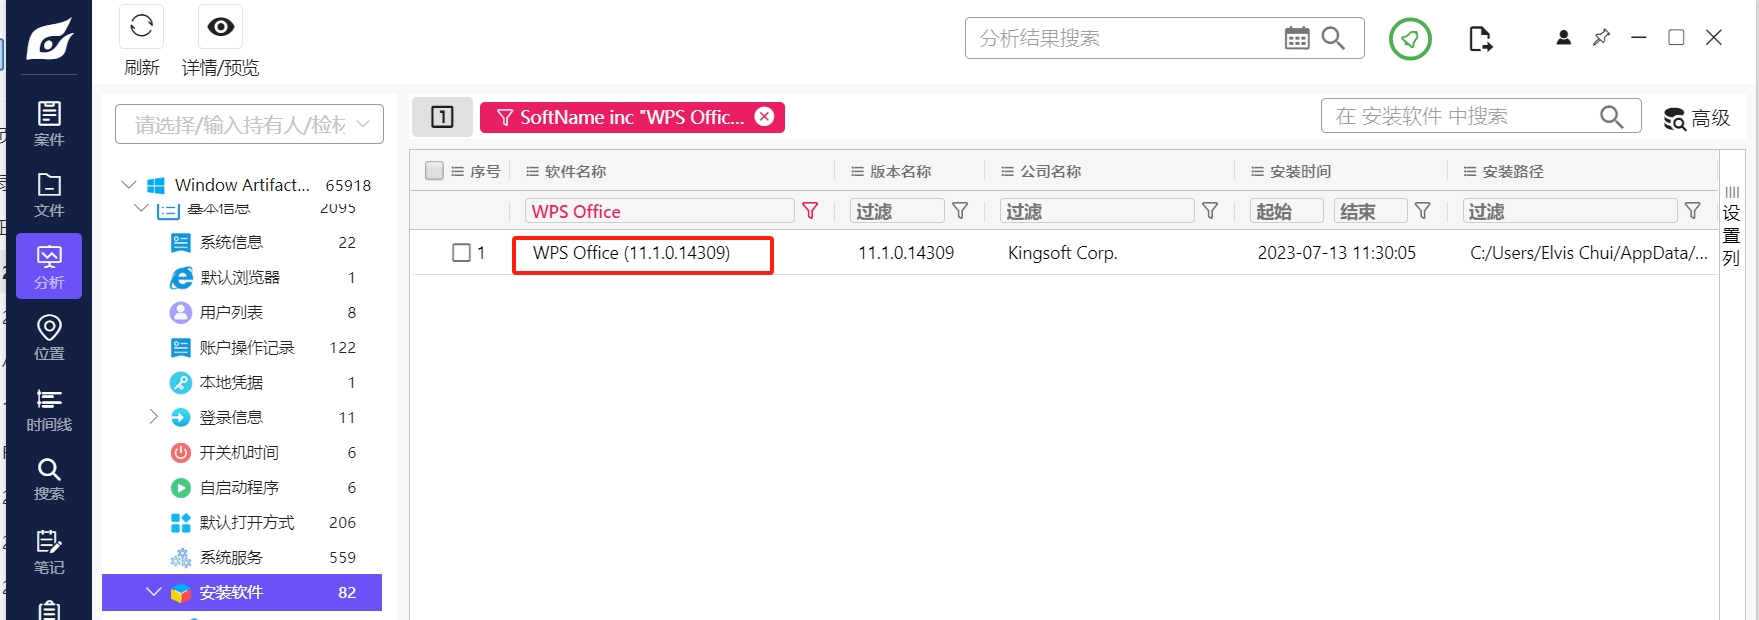 刷新
详情/预览
分析结果搜索
案件
文件
分析
位置
时间线
搜索
笔记
请选择/输入持有人/检材
Window Artifact... 65918
基本信息 2095
系统信息 22
默认浏览器 1
用户列表 8
账户操作记录 122
本地凭据 1
登录信息 11
开关机时间 6
自启动程序 6
默认打开方式 206
系统服务 559
安装软件 82
1 SoftName inc "WPS Offic...
在 安装软件 中搜索
高级
序号 软件名称 版本名称 公司名称 安装时间 安装路径
WPS Office 过滤 过滤 起始 结束 过滤
1 WPS Office (11.1.0.14309) 11.1.0.14309 Kingsoft Corp. 2023-07-13 11:30:05 C:/Users/Elvis Chui/AppData/...
设置列